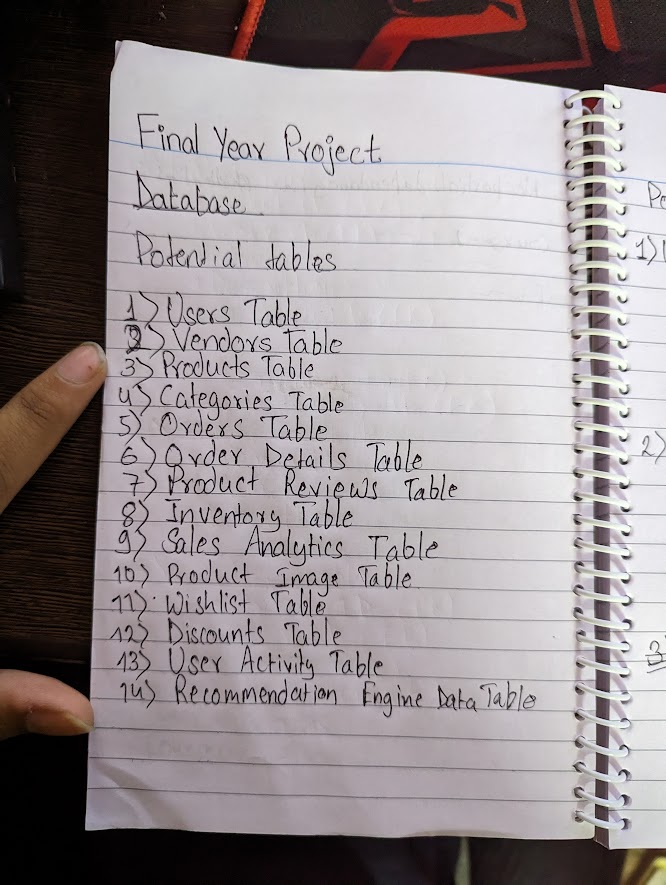 Final Year Project
Database
Potential tables
1) Users Table
2) Vendors Table
3) Products Table
4) Categories Table
5) Orders Table
6) Order Details Table
7) Product Reviews Table
8) Inventory Table
9) Sales Analytics Table
10) Product Image Table
11) Wishlist Table
12) Discounts Table
13) User Activity Table
14) Recommendation Engine Data Table
1)
2)
3